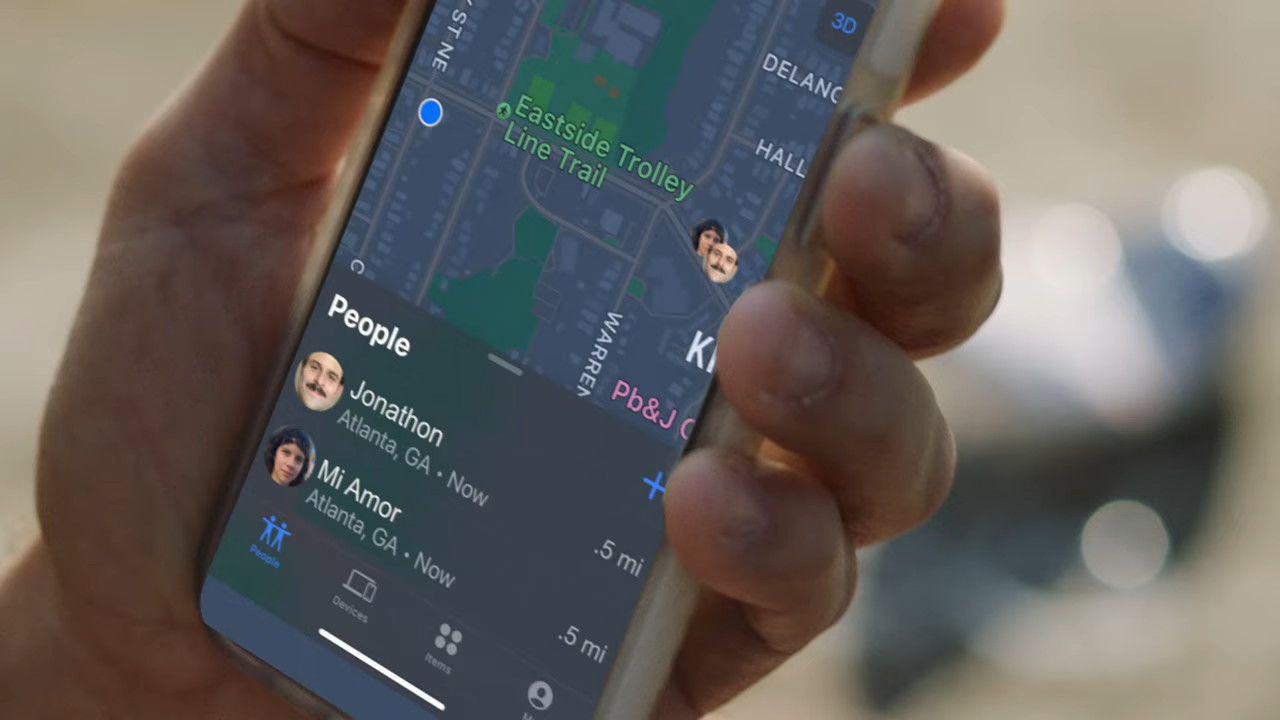 3D
ST NE
DELANC
Eastside Trolley
Line Trail
HALL
WARREN
Pb&J
People
Jonathon
Atlanta, GA • Now
.5 mi
Mi Amor
Atlanta, GA • Now
.5 mi
People
Devices
Items